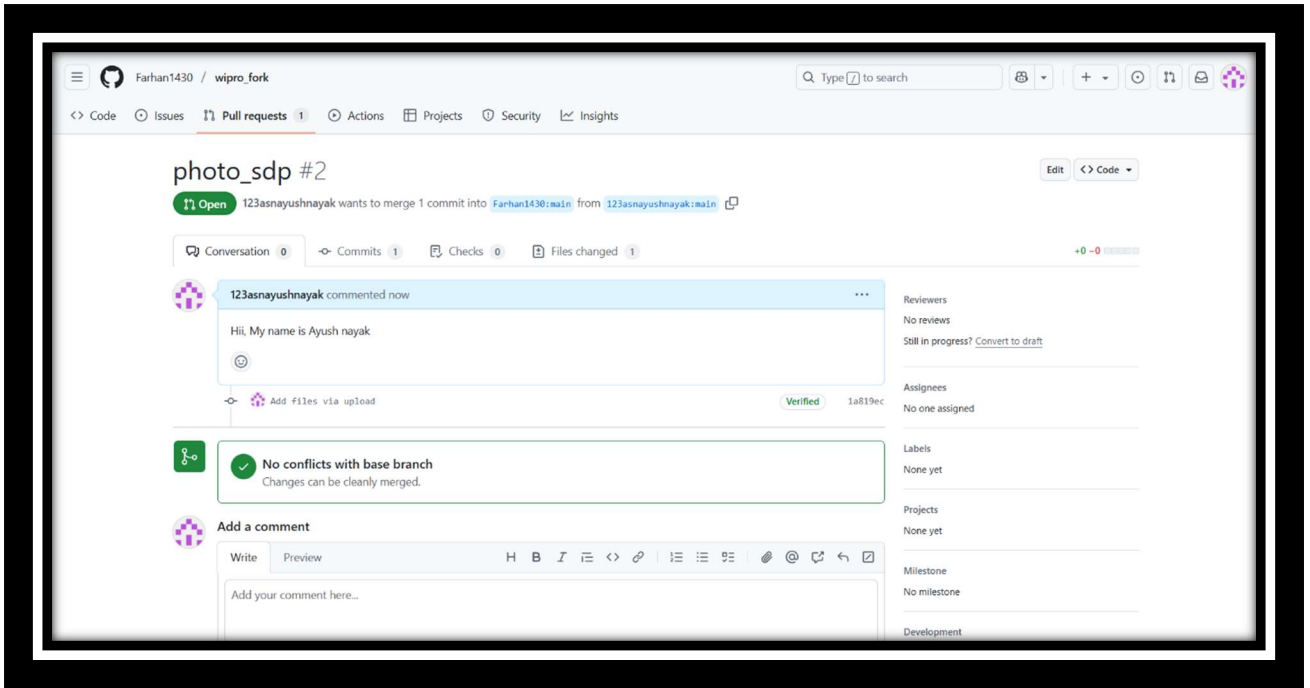 Farhan1430 / wipro_fork
Type / to search
Code Issues Pull requests 1 Actions Projects Security Insights
photo_sdp #2
Edit
Code
Open 123asnayushnayak wants to merge 1 commit into Farhan1430:main from 123asnayushnayak:main
Conversation 0 Commits 1 Checks 0 Files changed 1
+0 −0
123asnayushnayak commented now
Hii, My name is Ayush nayak
Add files via upload Verified 1a819ec
No conflicts with base branch
Changes can be cleanly merged.
Add a comment
Write Preview
Add your comment here...
Reviewers
No reviews
Still in progress? Convert to draft
Assignees
No one assigned
Labels
None yet
Projects
None yet
Milestone
No milestone
Development